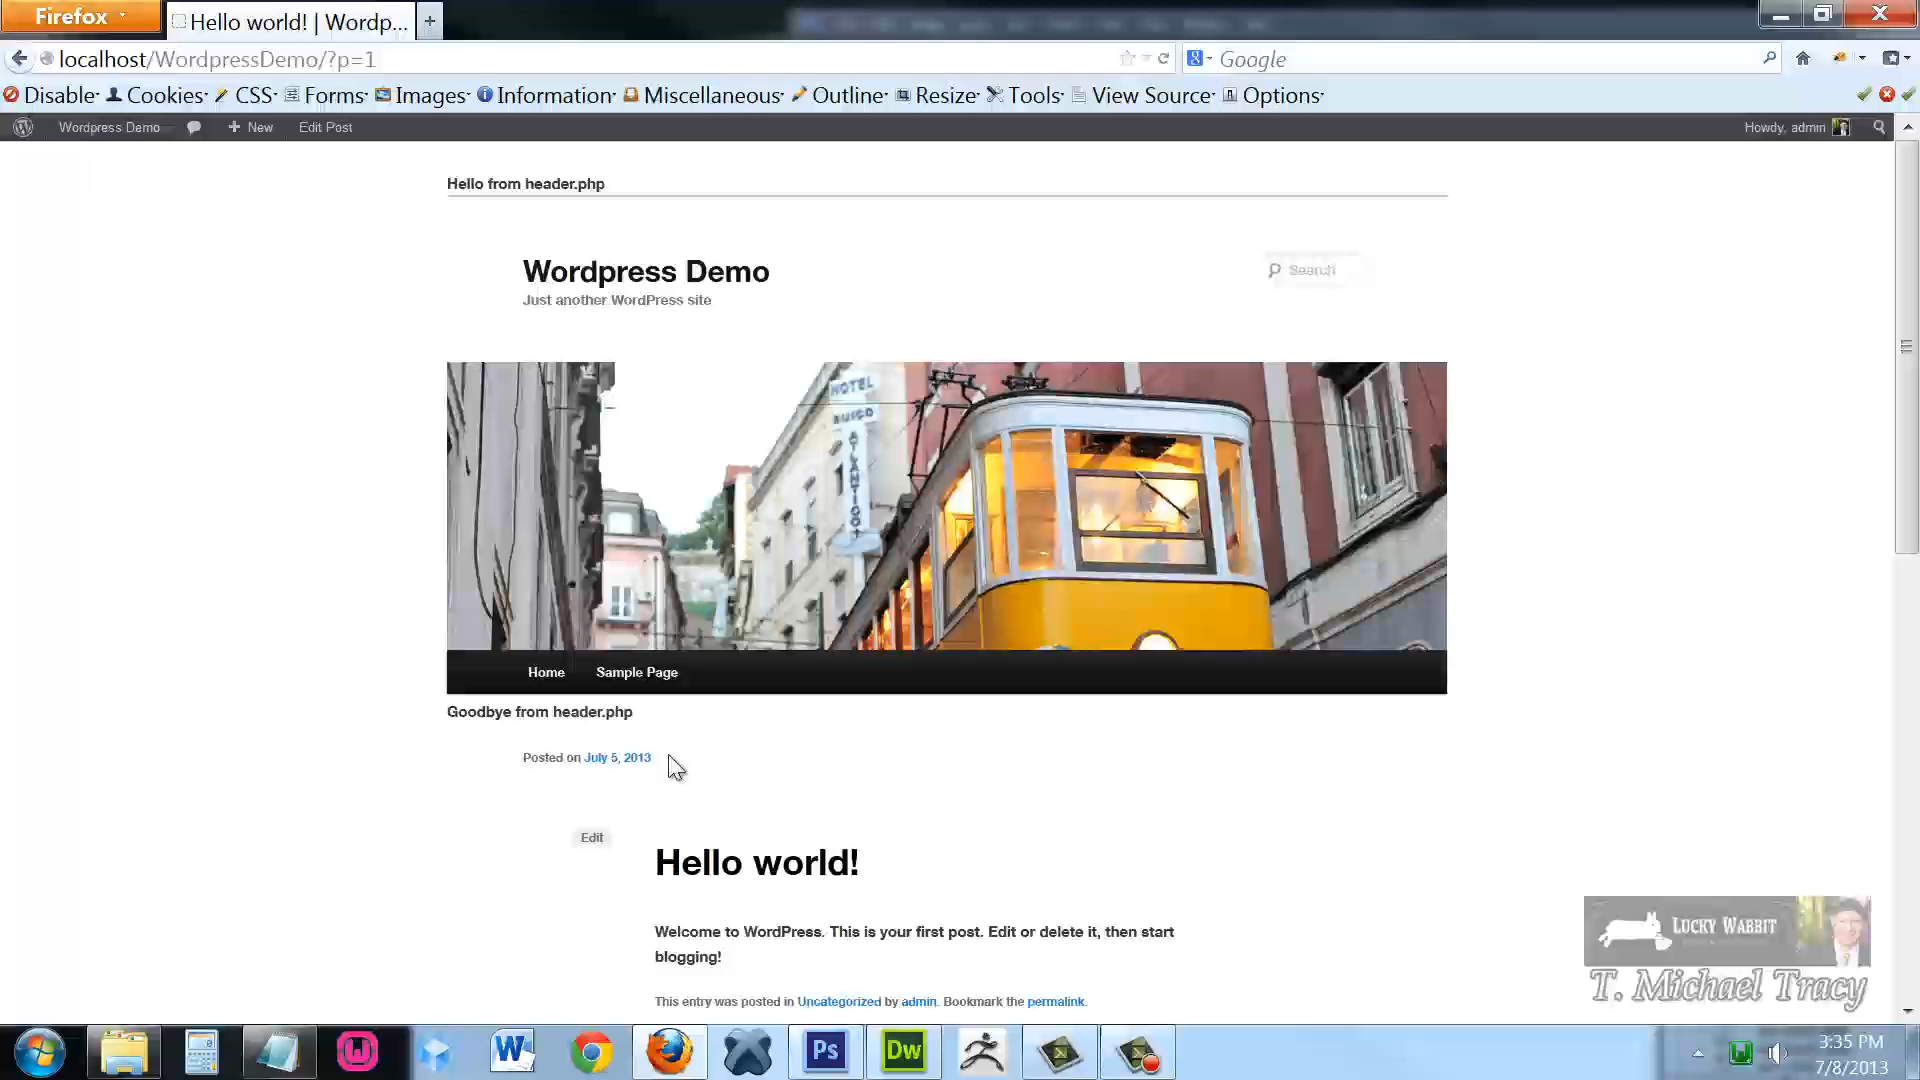 Firefox
Hello world! | Wordp...
localhost/WordpressDemo/?p=1
Google
Disable
Cookies
CSS
Forms
Images
Information
Miscellaneous
Outline
Resize
Tools
View Source
Options
Wordpress Demo
New
Edit Post
Howdy, admin
Hello from header.php
Wordpress Demo
Search
Just another WordPress site
HOTEL
SUIÇO
ATLANTICO
Home
Sample Page
Goodbye from header.php
Posted on July 5, 2013
Edit
Hello world!
Welcome to WordPress. This is your first post. Edit or delete it, then start
blogging!
This entry was posted in Uncategorized by admin. Bookmark the permalink.
LUCKY WABBIT
T. Michael Tracy
Ps
Dw
3:35 PM
7/8/2013